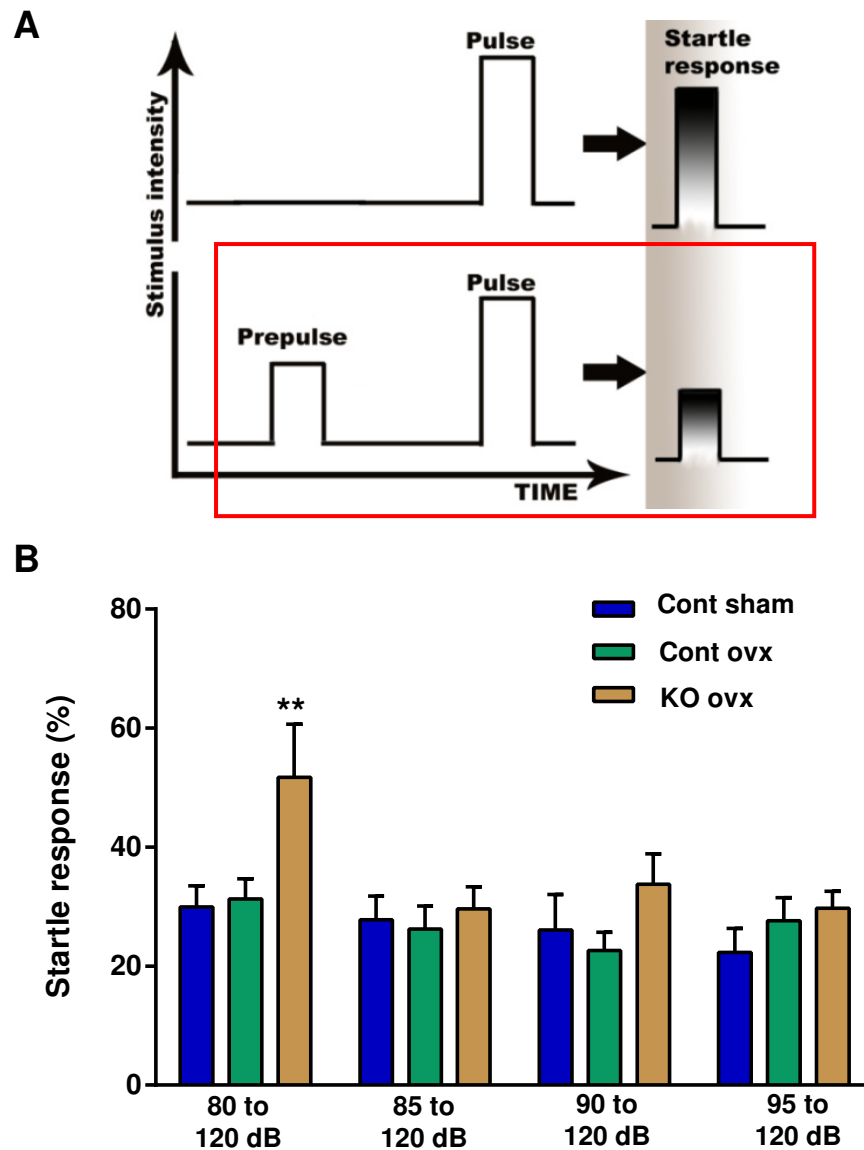 A
Pulse
Startle
response
Stimulus intensity
Pulse
Prepulse
TIME
B
Cont sham
Cont ovx
KO ovx
Startle response (%)
80
60
40
20
0
**
80 to
120 dB
85 to
120 dB
90 to
120 dB
95 to
120 dB